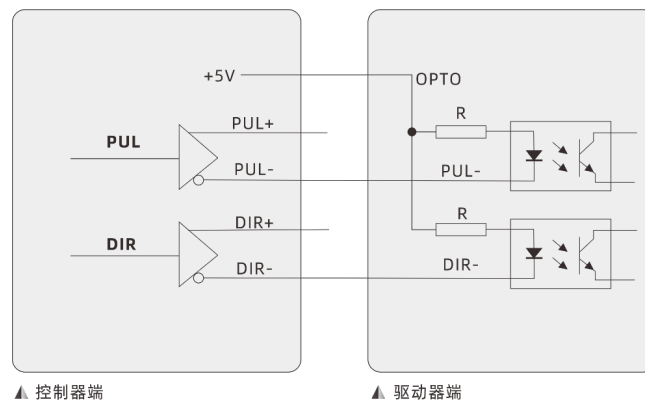 +5V
OPTO
PUL
PUL+
PUL-
R
PUL-
DIR
DIR+
DIR-
R
DIR-
控制器端
驱动器端